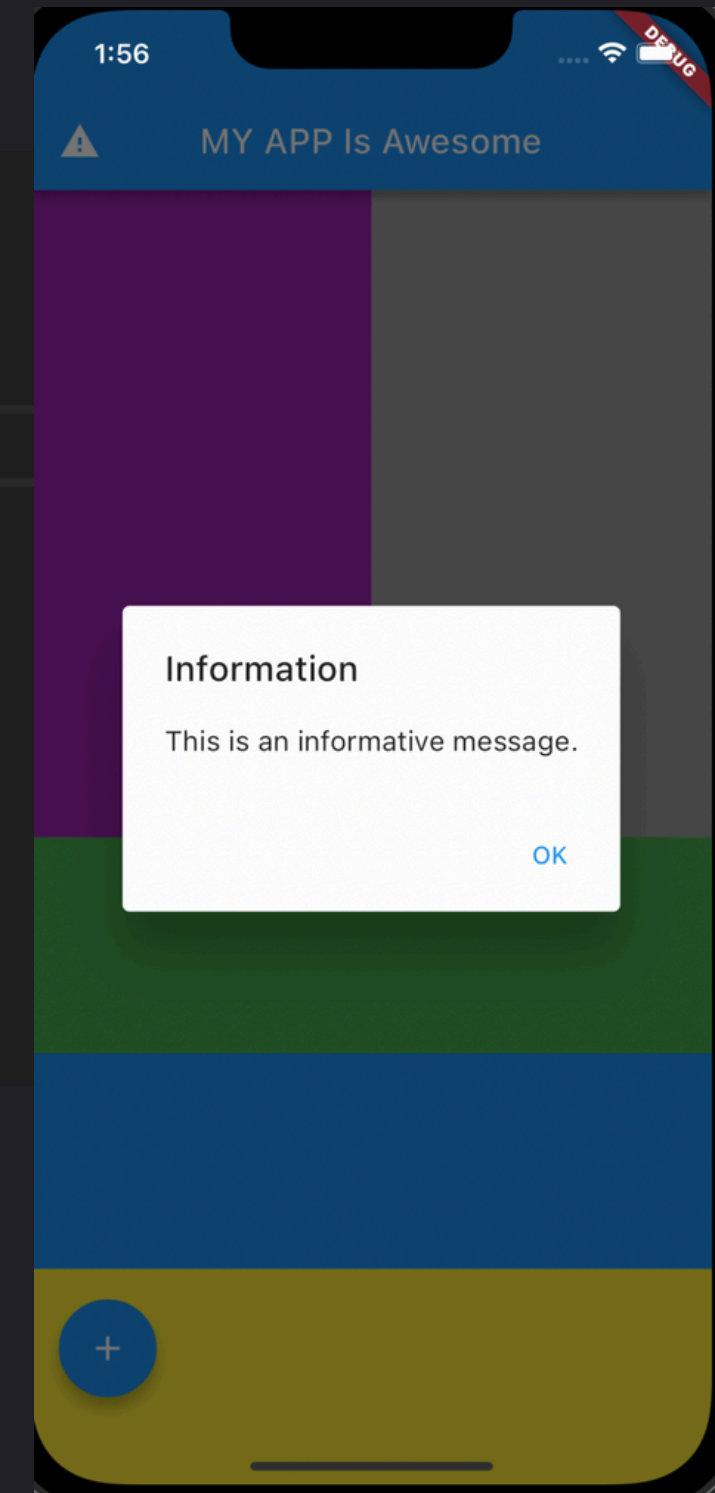 1:56
DEBUG
MY APP Is Awesome
Information
This is an informative message.
OK